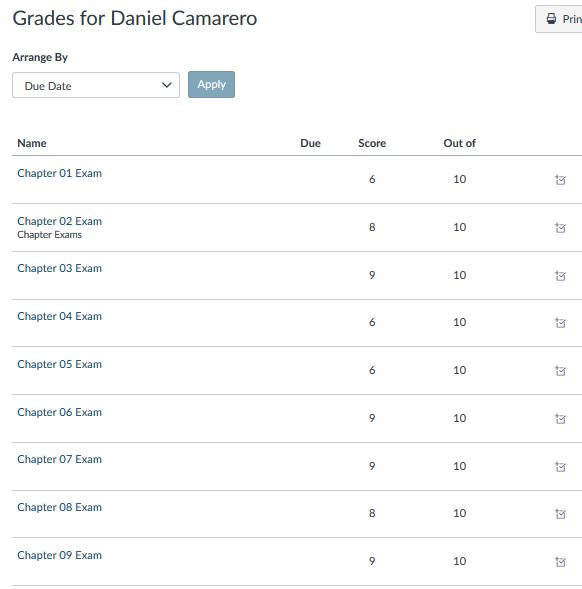 Grades for Daniel Camarero
Prin
Arrange By
Due Date
Apply
Name Due Score Out of
Chapter 01 Exam
6 10
Chapter 02 Exam
Chapter Exams
8 10
Chapter 03 Exam
9 10
Chapter 04 Exam
6 10
Chapter 05 Exam
6 10
Chapter 06 Exam
9 10
Chapter 07 Exam
9 10
Chapter 08 Exam
8 10
Chapter 09 Exam
9 10